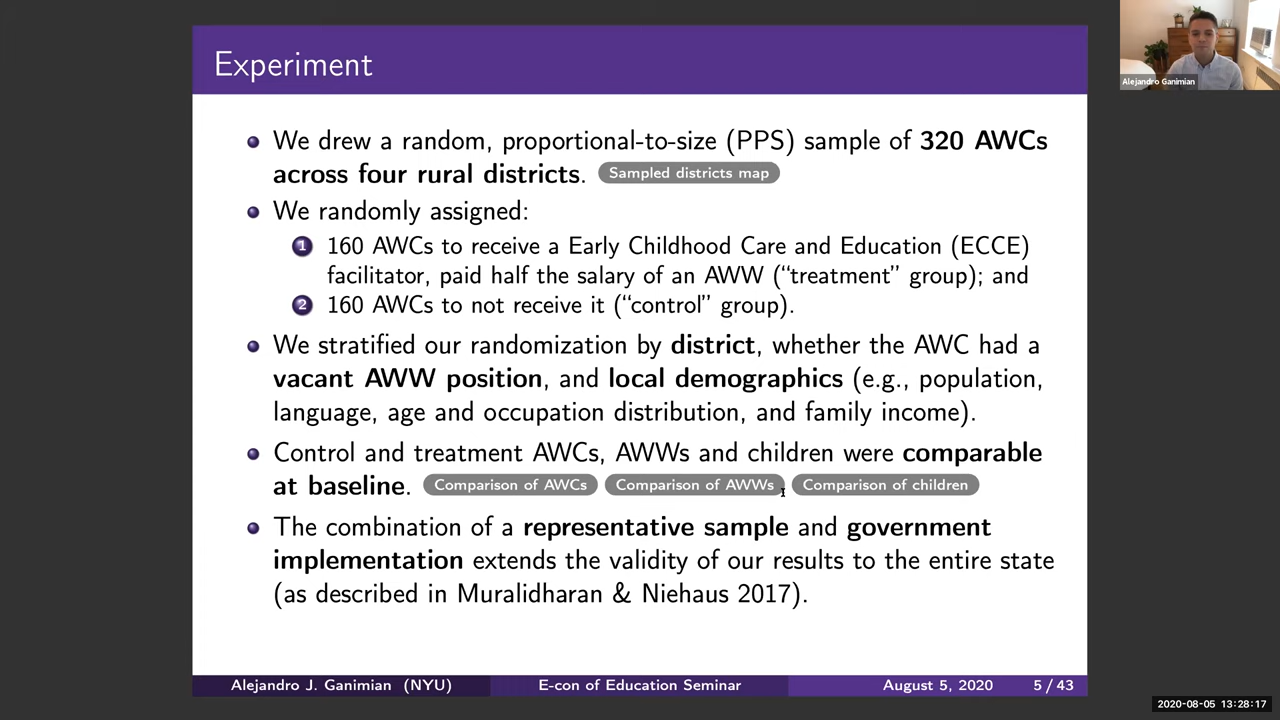 Experiment
Alejandro Ganimian
We drew a random, proportional-to-size (PPS) sample of 320 AWCs
across four rural districts. Sampled districts map
We randomly assigned:
1 160 AWCs to receive a Early Childhood Care and Education (ECCE)
facilitator, paid half the salary of an AWW (“treatment” group); and
2 160 AWCs to not receive it (“control” group).
We stratified our randomization by district, whether the AWC had a
vacant AWW position, and local demographics (e.g., population,
language, age and occupation distribution, and family income).
Control and treatment AWCs, AWWs and children were comparable
at baseline. Comparison of AWCs Comparison of AWWs Comparison of children
The combination of a representative sample and government
implementation extends the validity of our results to the entire state
(as described in Muralidharan & Niehaus 2017).
Alejandro J. Ganimian (NYU) E-con of Education Seminar August 5, 2020 5 / 43
2020-08-05 13:28:17